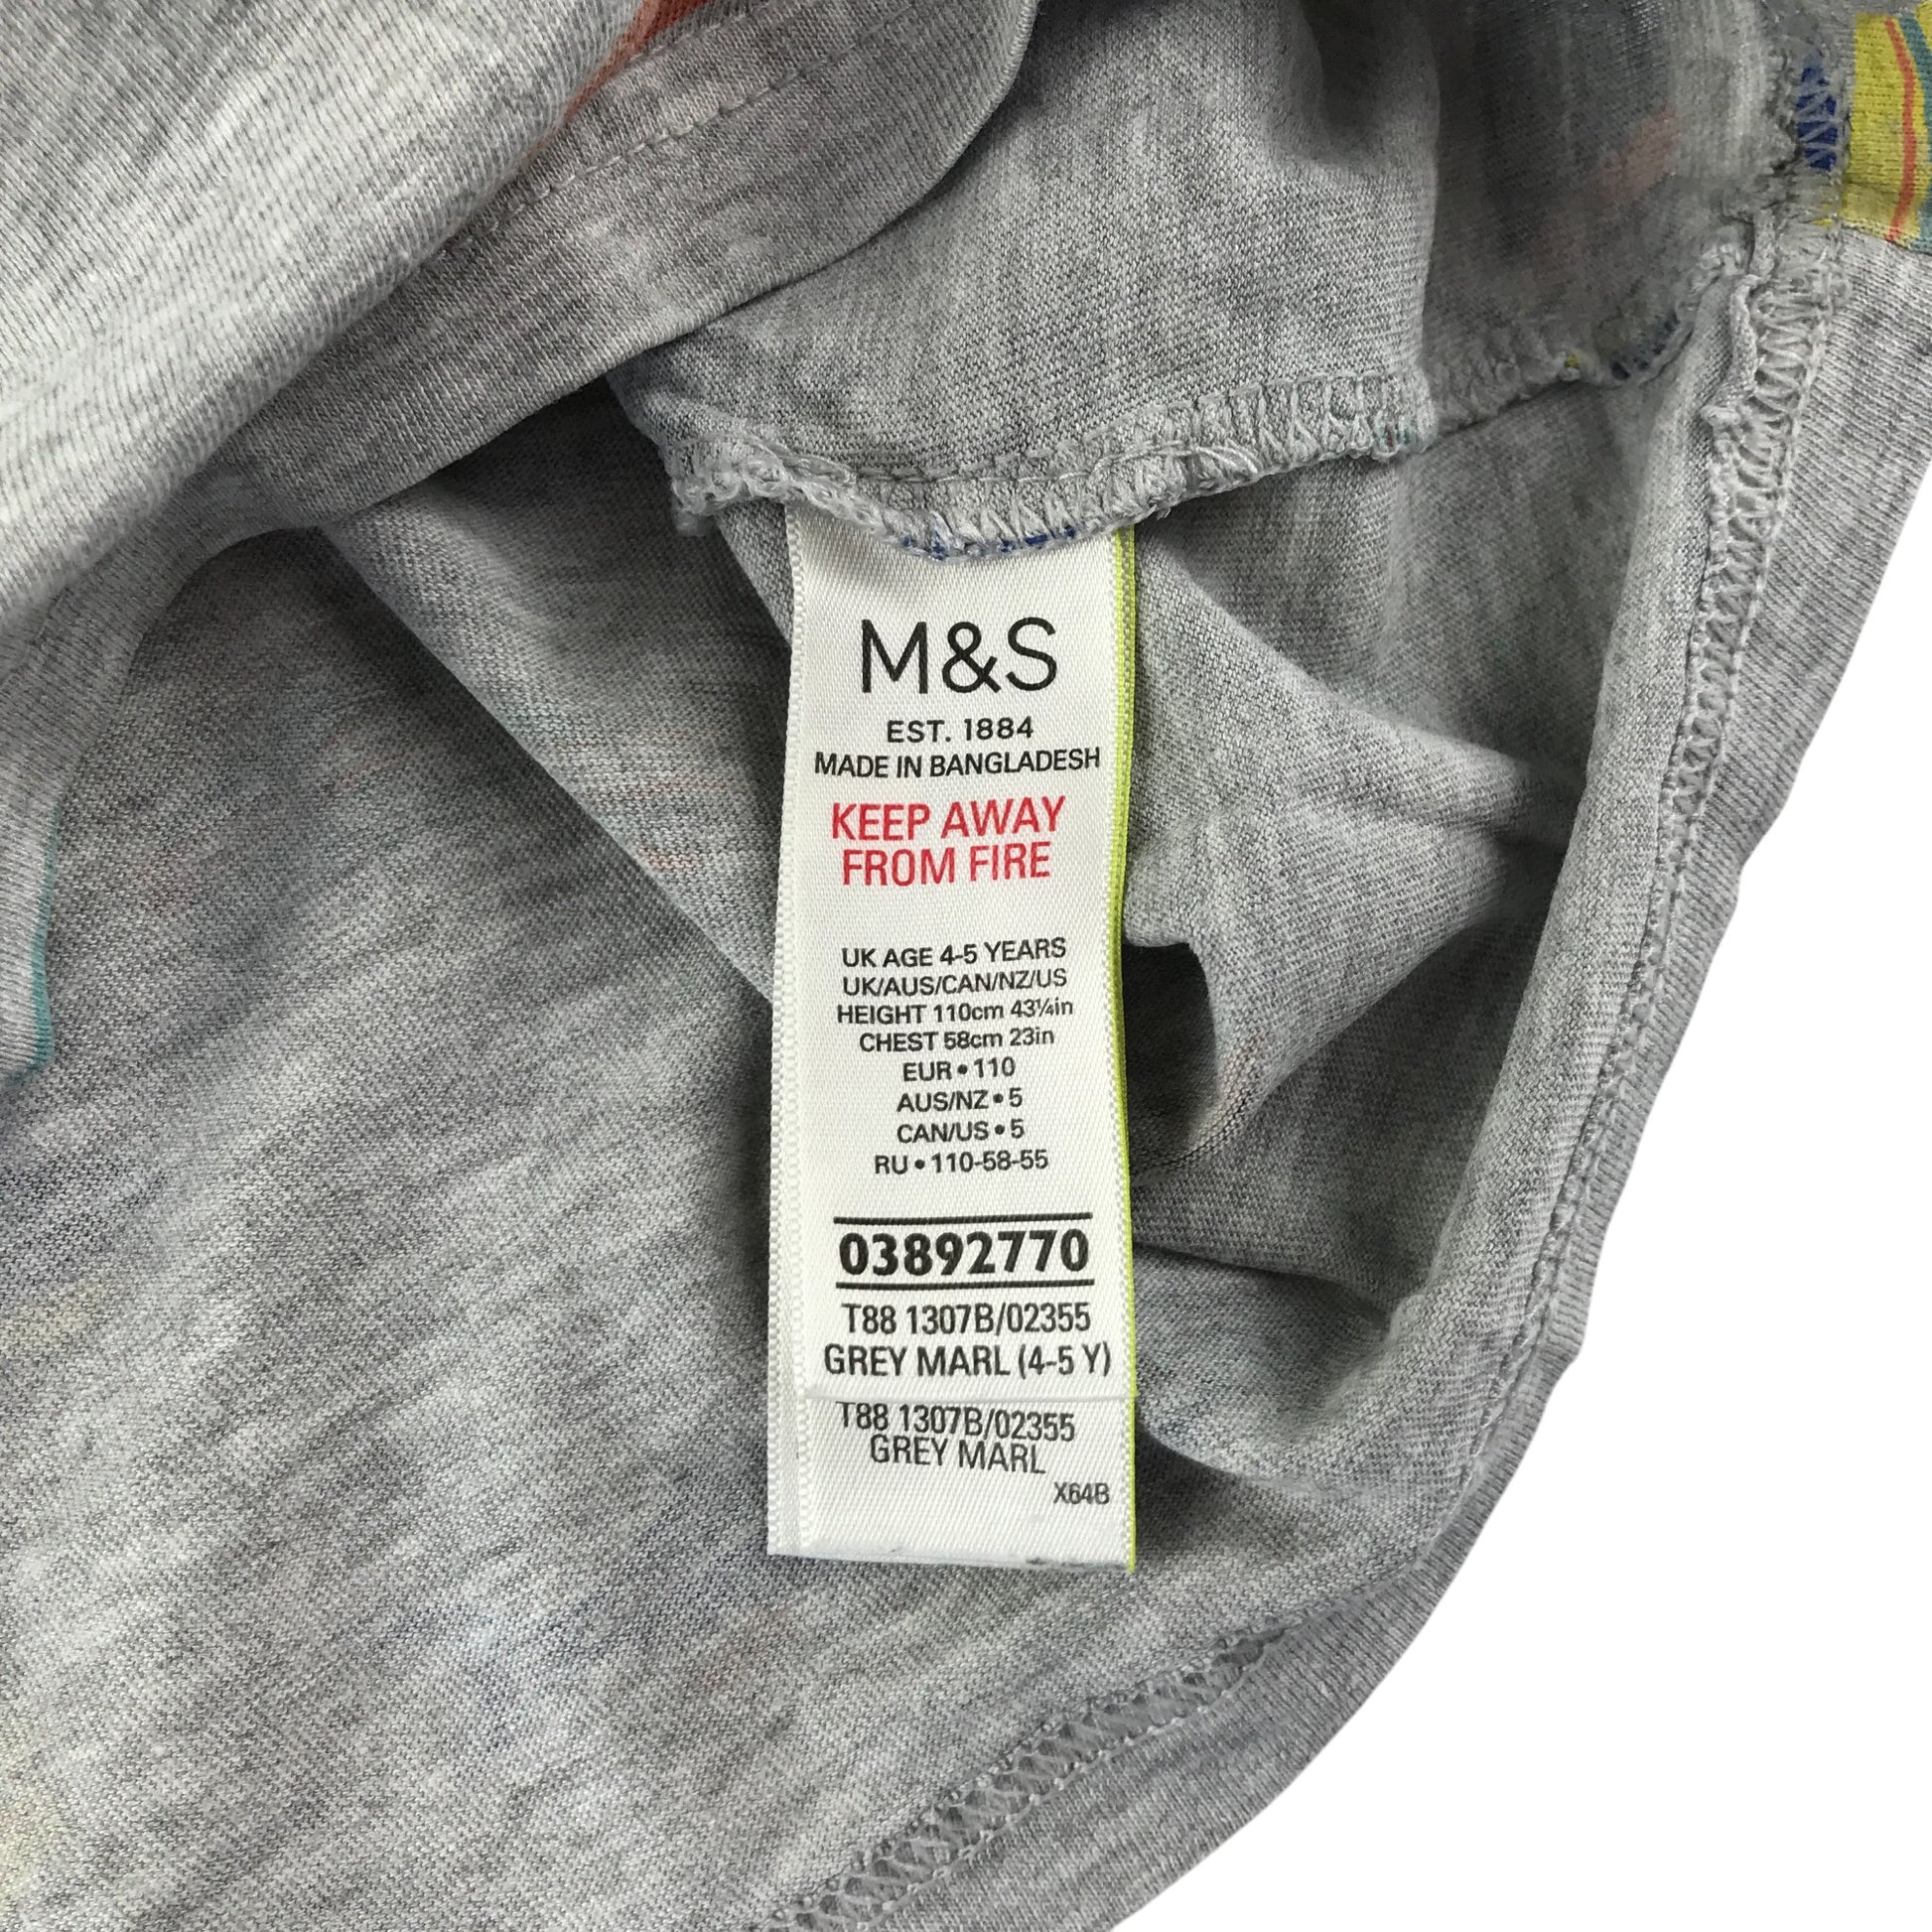 M&S
EST. 1884
MADE IN BANGLADESH
KEEP AWAY
FROM FIRE
UK AGE 4-5 YEARS
UK/AUS/CAN/NZ/US
HEIGHT 110cm 43¼in
CHEST 58cm 23in
EUR • 110
AUS/NZ • 5
CAN/US • 5
RU • 110-58-55
03892770
T88 1307B/02355
GREY MARL (4-5 Y)
T88 1307B/02355
GREY MARL
X64B